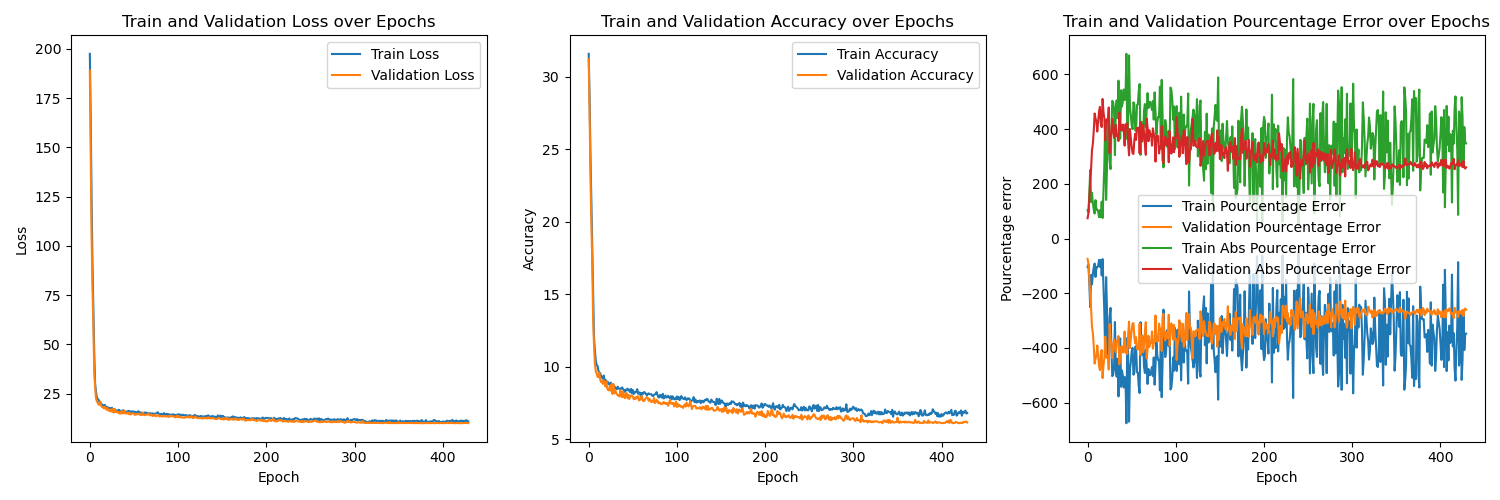 Train and Validation Loss over Epochs
Loss
200
175
150
125
100
75
50
25
Train Loss
Validation Loss
0
100
200
300
400
Epoch
Train and Validation Accuracy over Epochs
Accuracy
30
25
20
15
10
5
Train Accuracy
Validation Accuracy
0
100
200
300
400
Epoch
Train and Validation Pourcentage Error over Epochs
Pourcentage error
600
400
200
0
−200
−400
−600
Train Pourcentage Error
Validation Pourcentage Error
Train Abs Pourcentage Error
Validation Abs Pourcentage Error
0
100
200
300
400
Epoch